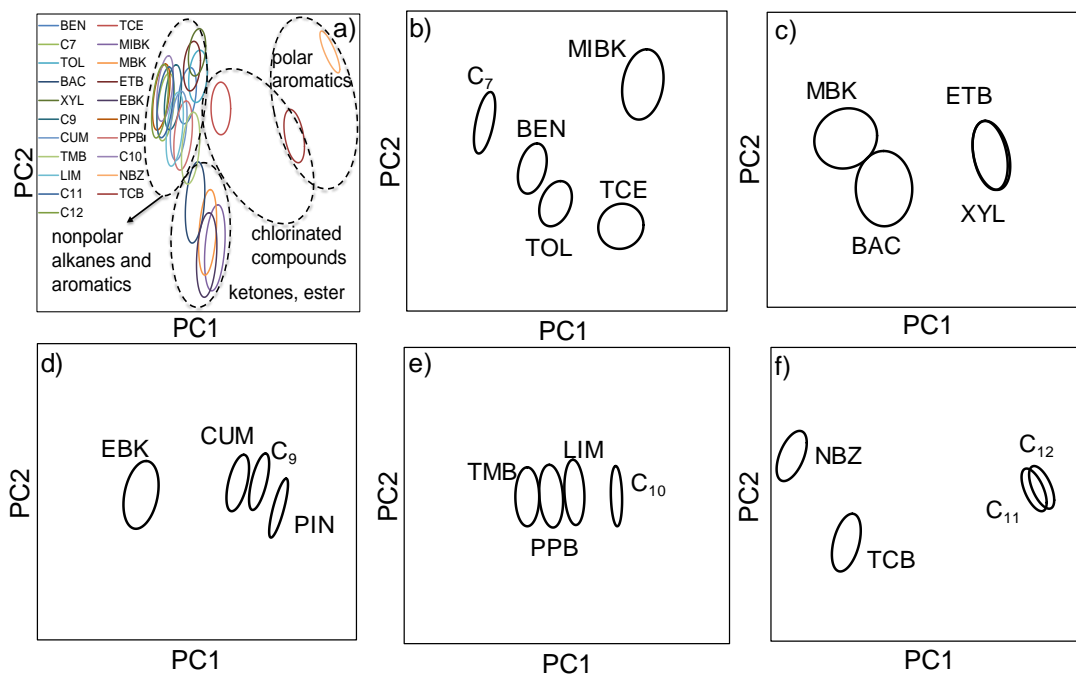 a)
BEN TCE
C7 MIBK
TOL MBK
BAC ETB
XYL EBK
C9 PIN
CUM PPB
TMB C10
LIM NBZ
C11 TCB
C12
polar
aromatics
nonpolar
alkanes and
aromatics
chlorinated
compounds
ketones, ester
PC2
PC1
b)
MIBK
C₇
BEN
TCE
TOL
PC2
PC1
c)
MBK
ETB
XYL
BAC
PC2
PC1
d)
CUM
EBK
C₉
PIN
PC2
PC1
e)
LIM
TMB
C₁₀
PPB
PC2
PC1
f)
NBZ
C₁₂
C₁₁
TCB
PC2
PC1